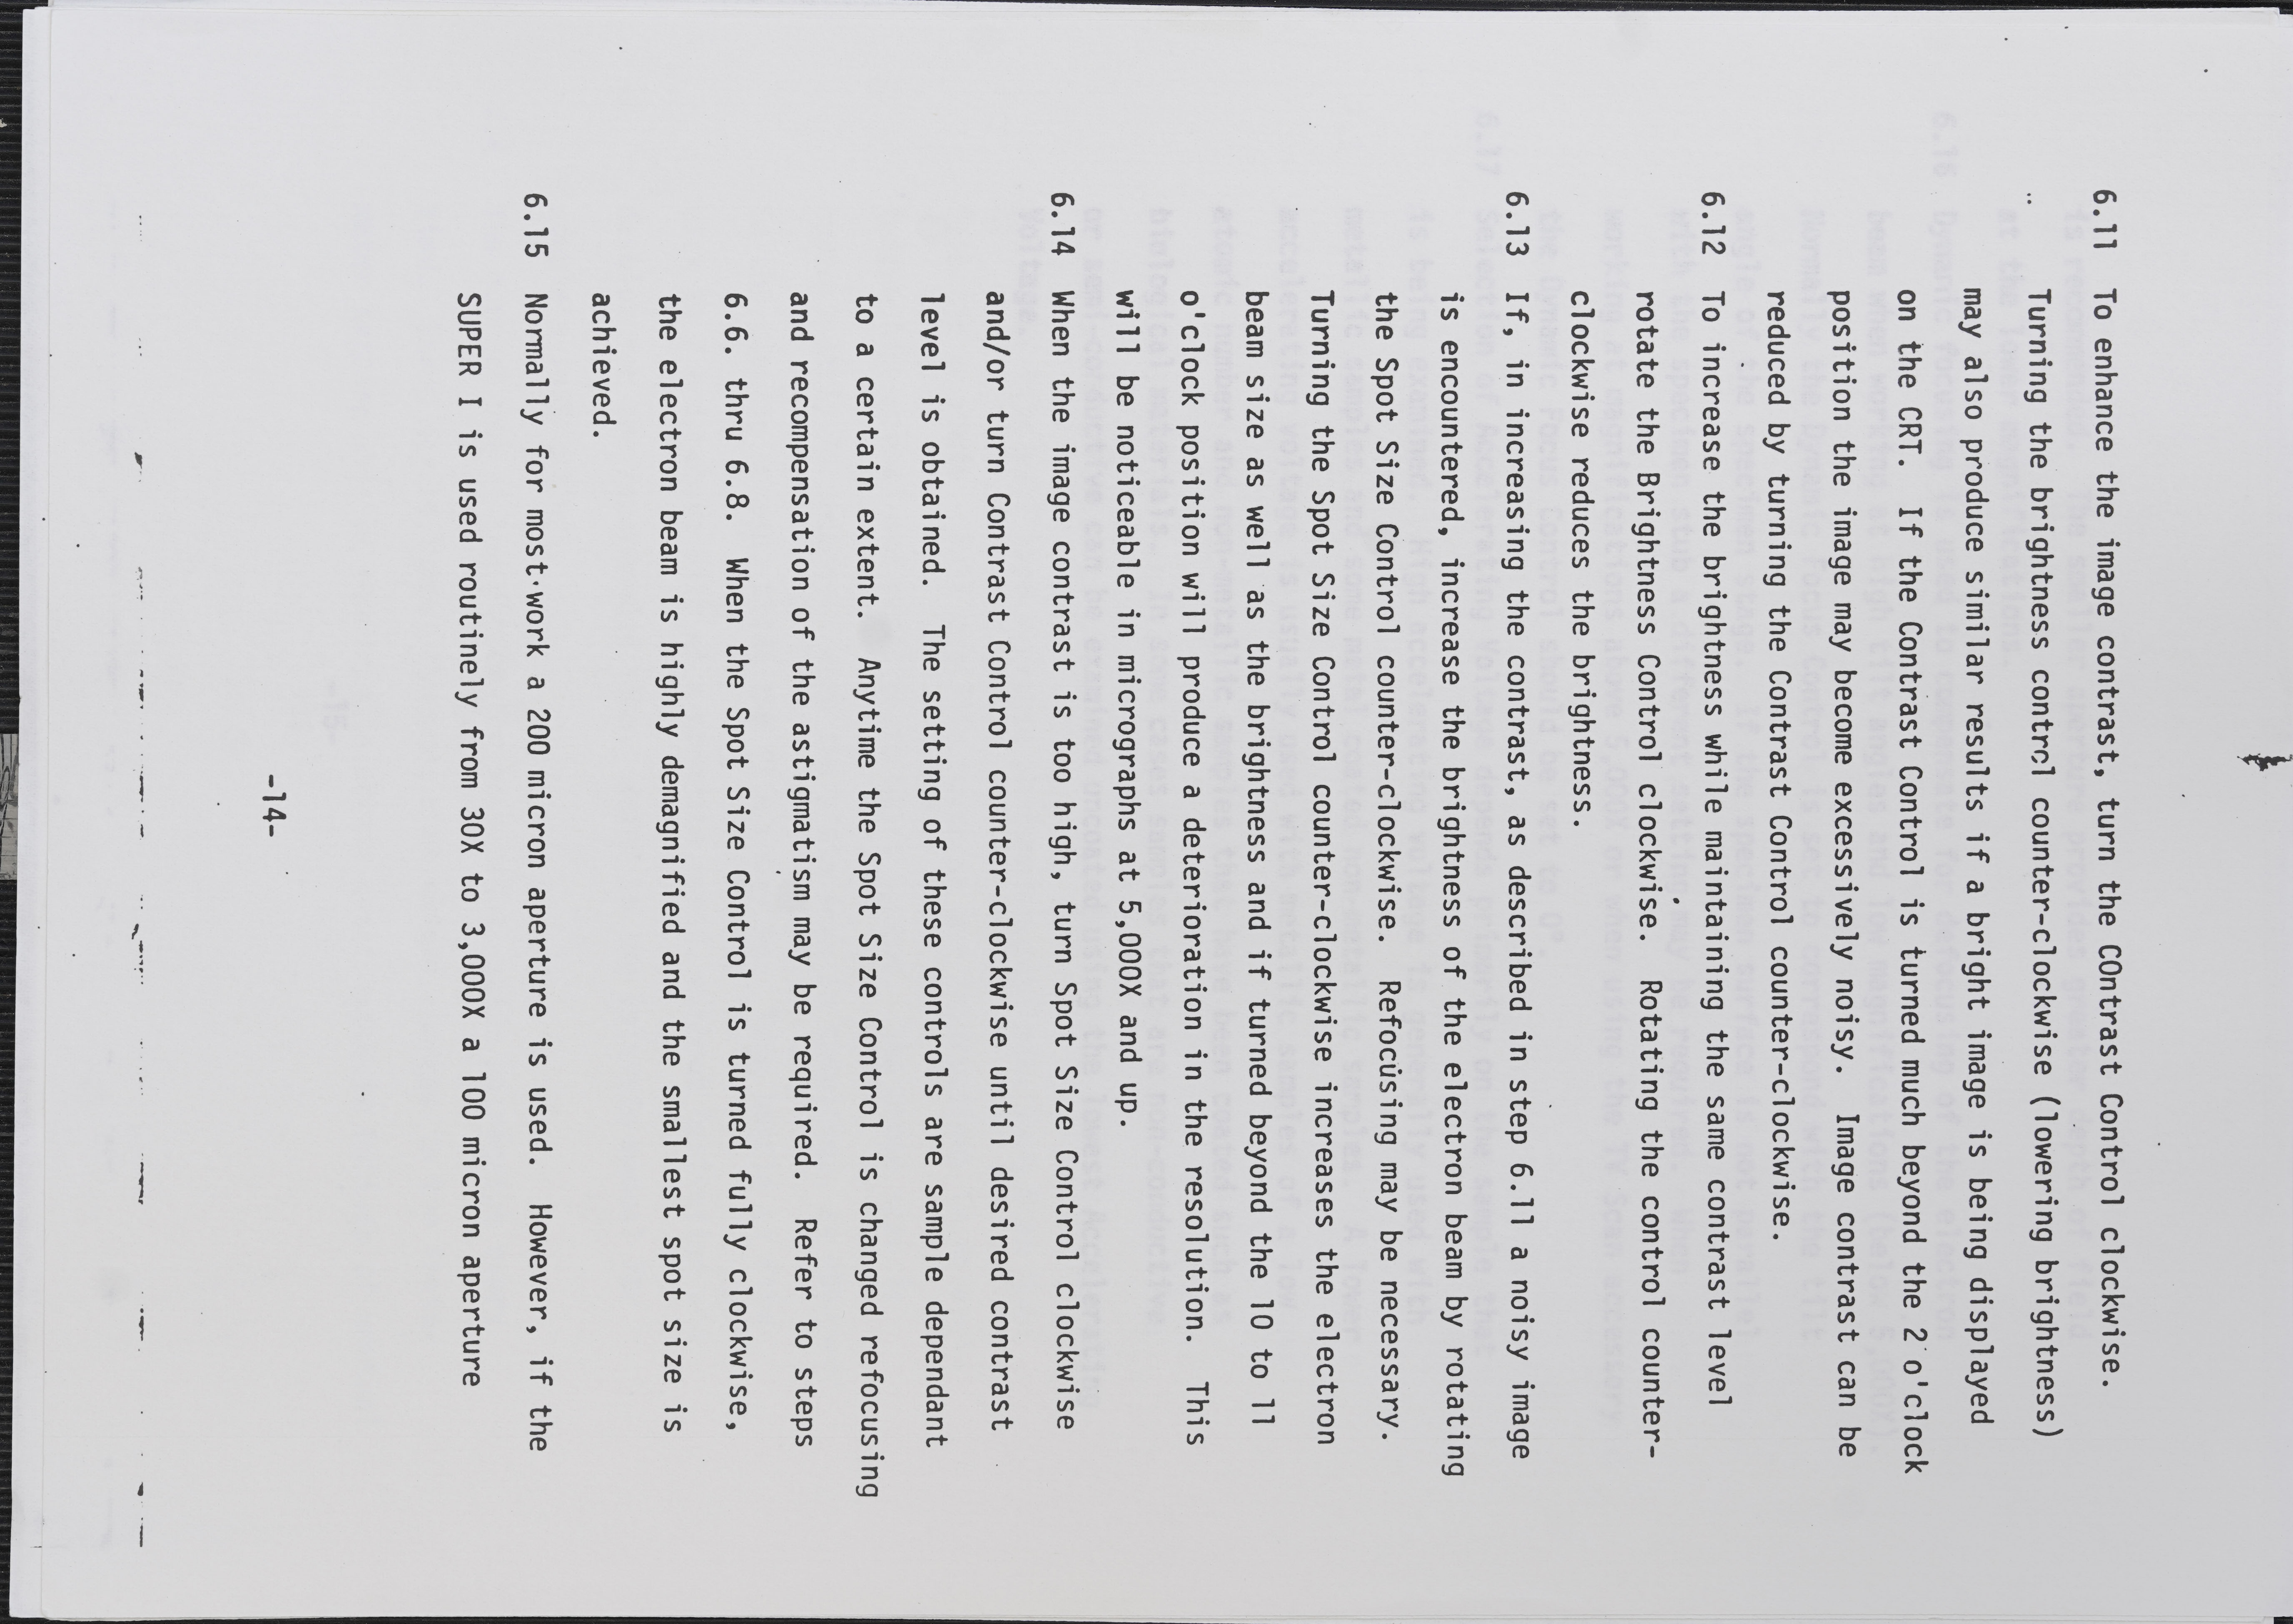 6.11 To enhance the image contrast, turn the COntrast Control clockwise.
Turning the brightness control counter-clockwise (lowering brightness)
may also produce similar results if a bright image is being displayed
on the CRT. If the Contrast Control is turned much beyond the 2 o'clock
position the image may become excessively noisy. Image contrast can be
reduced by turning the Contrast Control counter-clockwise.
6.12 To increase the brightness while maintaining the same contrast level
rotate the Brightness Control clockwise. Rotating the control counter-
clockwise reduces the brightness.
6.13 If, in increasing the contrast, as described in step 6.11 a noisy image
is encountered, increase the brightness of the electron beam by rotating
the Spot Size Control counter-clockwise. Refocusing may be necessary.
Turning the Spot Size Control counter-clockwise increases the electron
beam size as well as the brightness and if turned beyond the 10 to 11
o'clock position will produce a deterioration in the resolution. This
will be noticeable in micrographs at 5,000X and up.
6.14 When the image contrast is too high, turn Spot Size Control clockwise
and/or turn Contrast Control counter-clockwise until desired contrast
level is obtained. The setting of these controls are sample dependant
to a certain extent. Anytime the Spot Size Control is changed refocusing
and recompensation of the astigmatism may be required. Refer to steps
6.6. thru 6.8. When the Spot Size Control is turned fully clockwise,
the electron beam is highly demagnified and the smallest spot size is
achieved.
6.15 Normally for most work a 200 micron aperture is used. However, if the
SUPER I is used routinely from 30X to 3,000X a 100 micron aperture
-14-